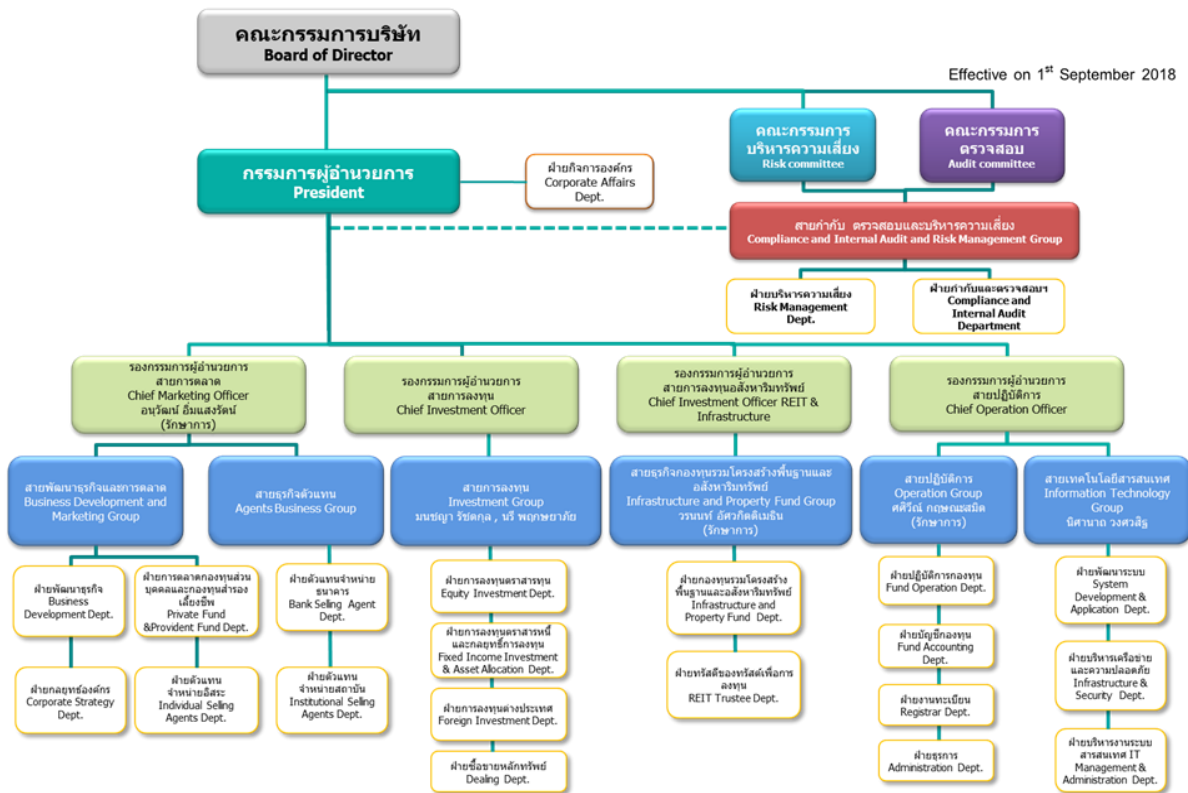 คณะกรรมการบริษัท
Board of Director
Effective on 1st September 2018
คณะกรรมการ
บริหารความเสี่ยง
Risk committee
คณะกรรมการ
ตรวจสอบ
Audit committee
กรรมการผู้อำนวยการ
President
ฝ่ายกิจการองค์กร
Corporate Affairs
Dept.
สายกำกับ ตรวจสอบและบริหารความเสี่ยง
Compliance and Internal Audit and Risk Management Group
ฝ่ายบริหารความเสี่ยง
Risk Management
Dept.
ฝ่ายกำกับและตรวจสอบฯ
Compliance and
Internal Audit
Department
รองกรรมการผู้อำนวยการ
สายการตลาด
Chief Marketing Officer
อนุวัฒน์ อิ่มแสงรัตน์
(รักษาการ)
รองกรรมการผู้อำนวยการ
สายการลงทุน
Chief Investment Officer
รองกรรมการผู้อำนวยการ
สายการลงทุนอสังหาริมทรัพย์
Chief Investment Officer REIT &
Infrastructure
รองกรรมการผู้อำนวยการ
สายปฏิบัติการ
Chief Operation Officer
สายพัฒนาธุรกิจและการตลาด
Business Development and
Marketing Group
สายธุรกิจตัวแทน
Agents Business Group
สายการลงทุน
Investment Group
มนชญา รัชตกุล , นรี พฤกษยาภัย
สายธุรกิจกองทุนรวมโครงสร้างพื้นฐานและ
อสังหาริมทรัพย์
Infrastructure and Property Fund Group
วรนนท์ อัศวกิตติเมธิน
(รักษาการ)
สายปฏิบัติการ
Operation Group
ศศิวีณ์ กฤษณะสมิต
(รักษาการ)
สายเทคโนโลยีสารสนเทศ
Information Technology
Group
นิศานาถ วงศวสิฐ
ฝ่ายพัฒนาธุรกิจ
Business
Development Dept.
ฝ่ายการตลาดกองทุนส่วน
บุคคลและกองทุนสำรอง
เลี้ยงชีพ
Private Fund
&Provident Fund Dept.
ฝ่ายตัวแทนจำหน่าย
ธนาคาร
Bank Seling Agent
Dept.
ฝ่ายการลงทุนตราสารทุน
Equity Investment Dept.
ฝ่ายกองทุนรวมโครงสร้าง
พื้นฐานและอสังหาริมทรัพย์
Infrastructure and
Property Fund Dept.
ฝ่ายปฏิบัติการกองทุน
Fund Operation Dept.
ฝ่ายพัฒนาระบบ
System
Development &
Application Dept.
ฝ่ายกลยุทธ์องค์กร
Corporate Strategy
Dept.
ฝ่ายตัวแทน
จำหน่ายอิสระ
Individual Seling
Agents Dept.
ฝ่ายตัวแทน
จำหน่ายสถาบัน
Institutional Seling
Agents Dept.
ฝ่ายการลงทุนตราสารหนี้
และกลยุทธ์การลงทุน
Fixed Income Investment
& Asset Allocation Dept.
ฝ่ายทรัสตีของทรัสต์เพื่อการ
ลงทุน
REIT Trustee Dept.
ฝ่ายบัญชีกองทุน
Fund Accounting
Dept.
ฝ่ายบริหารเครือข่าย
และความปลอดภัย
Infrastructure &
Security Dept.
ฝ่ายการลงทุนต่างประเทศ
Foreign Investment Dept.
ฝ่ายงานทะเบียน
Registrar Dept.
ฝ่ายซื้อขายหลักทรัพย์
Dealing Dept.
ฝ่ายธุรการ
Administration Dept.
ฝ่ายบริหารงานระบบ
สารสนเทศ IT
Management &
Administration Dept.